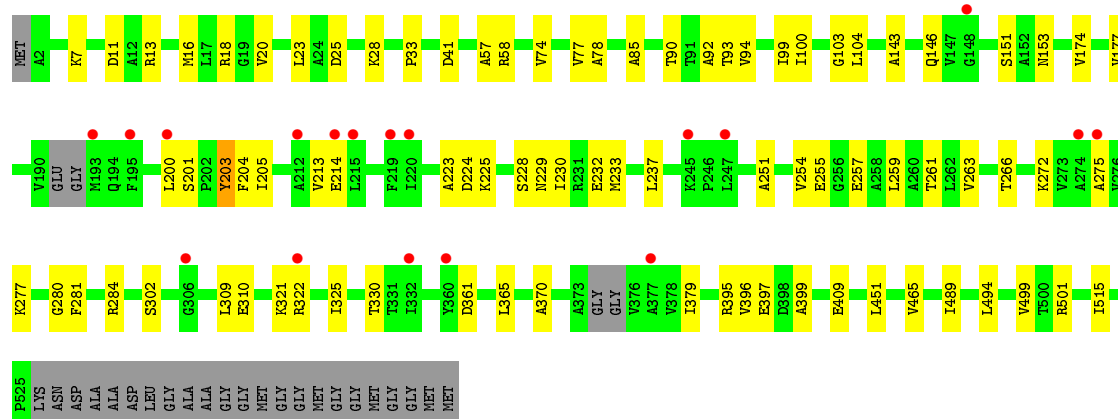 MET A2 K7 D11 A12 R13 M16 L17 R18 G19 V20 L23 A24 D25 K28 P33 D41 A57 R58 V74 V77 A78 A85 T90 T91 A92 T93 V94 I99 I100 G103 L104 A143 Q146 V147 G148 S151 A152 N153 V174 V177
V190 GLU GLY M193 Q194 F195 L200 S201 P202 Y203 F204 I205 A212 V213 E214 L215 F219 I220 A223 D224 K225 S228 N229 I230 R231 E232 M233 L237 K245 P246 L247 A251 V254 E255 G256 E257 A258 L259 A260 T261 L262 V263 T266 K272 V273 A274 A275 V276
K277 G280 F281 R284 S302 G306 L309 E310 K321 R322 I325 T330 T331 I332 Y360 D361 L365 A370 A373 GLY GLY V376 A377 V378 I379 R395 V396 E397 D398 A399 E409 L451 V465 I489 L494 V499 T500 R501 I515
P525 LYS ASN ASP ALA ALA ASP LEU GLY ALA ALA GLY GLY MET GLY GLY MET GLY GLY MET MET